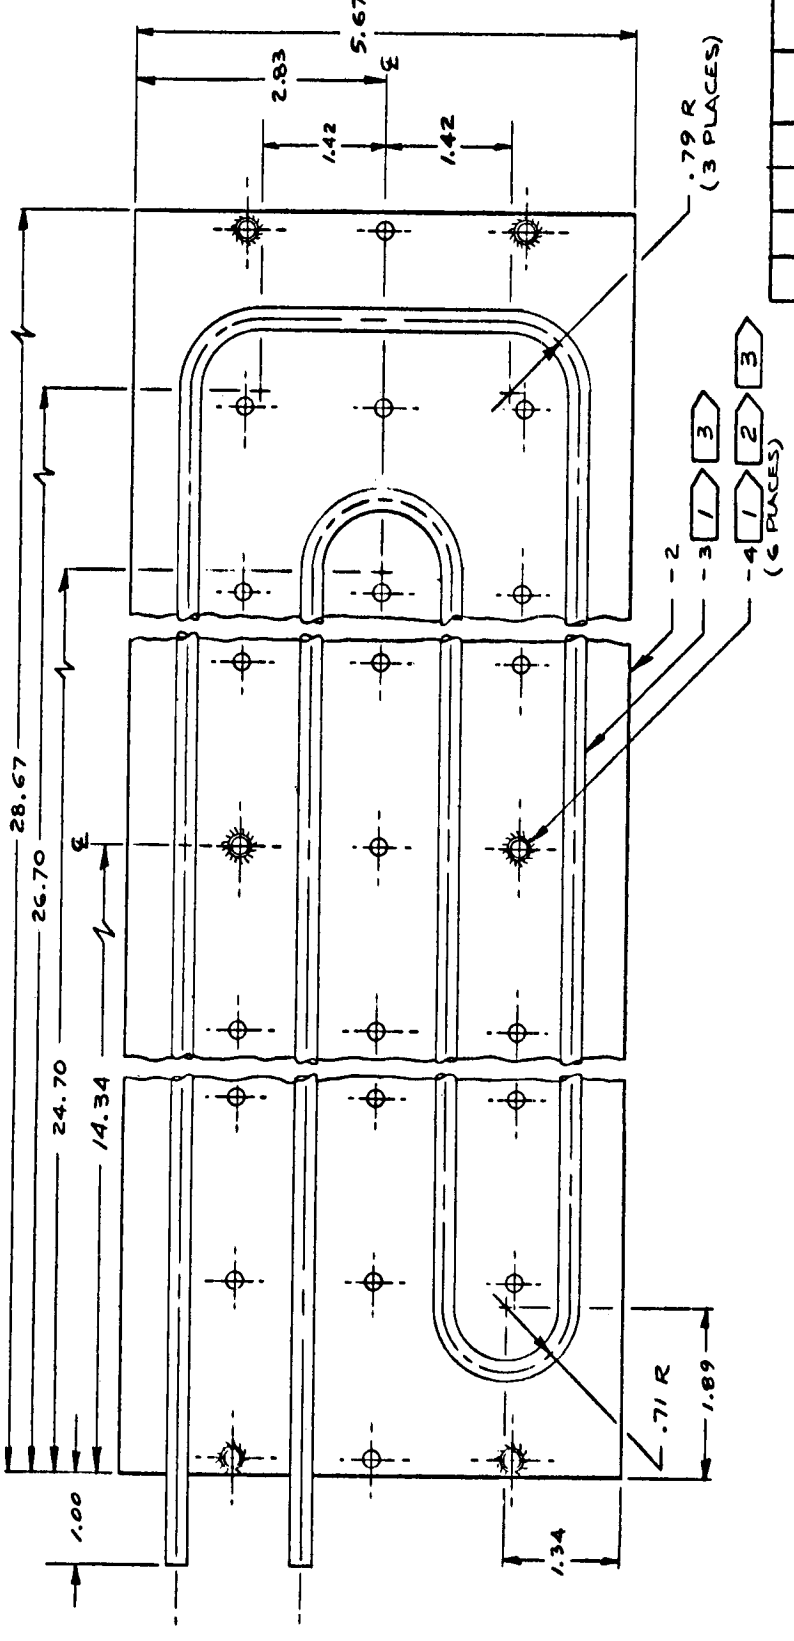 28.67
26.70
24.70
14.34
1.00
℄
5.67
2.83
℄
1.42
1.42
.79 R
(3 PLACES)
-2
-3 1 3
-4 1 2 3
(6 PLACES)
.71 R
1.89
1.34